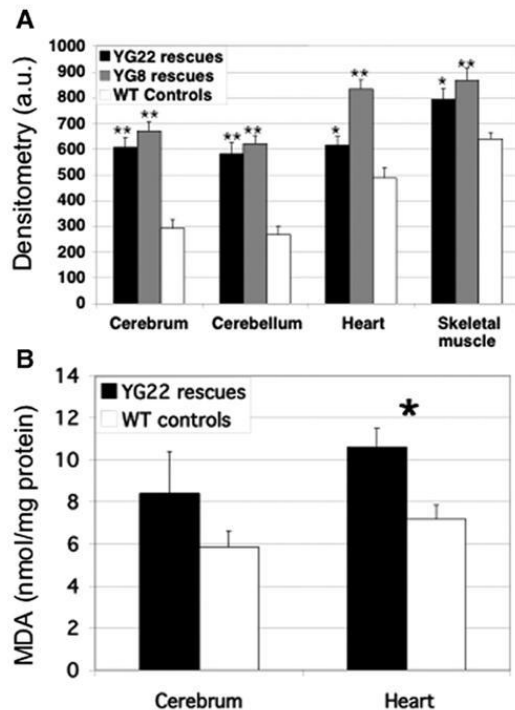 A
Densitometry (a.u.)
1000
900
800
700
600
500
400
300
200
100
0
YG22 rescues
YG8 rescues
WT Controls
** ** ** ** * ** * **
Cerebrum Cerebellum Heart Skeletal
muscle
B
MDA (nmol/mg protein)
14
12
10
8
6
4
2
0
YG22 rescues
WT controls
*
Cerebrum Heart